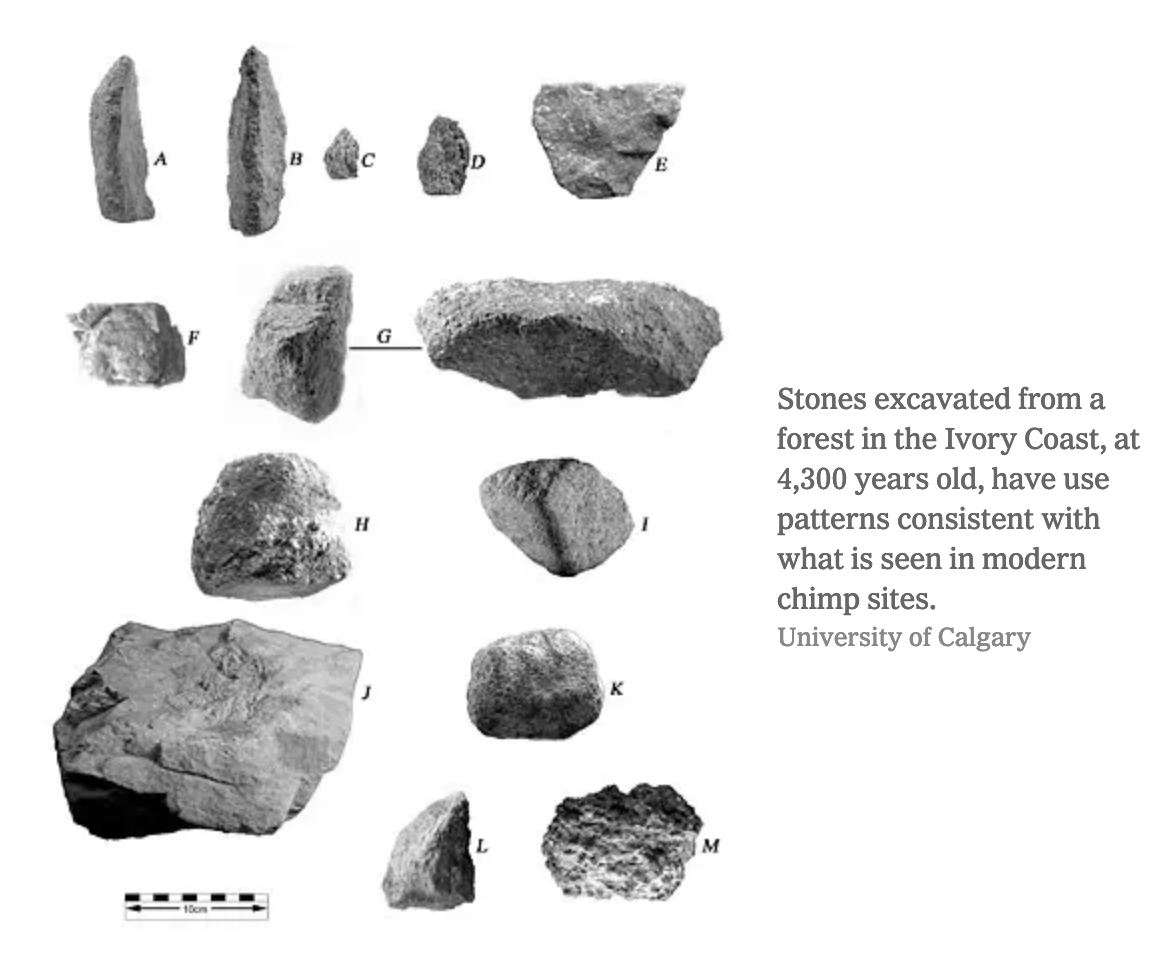 A
B
C
D
E
F
G
H
I
J
K
L
M
10cm
Stones excavated from a
forest in the Ivory Coast, at
4,300 years old, have use
patterns consistent with
what is seen in modern
chimp sites.
University of Calgary